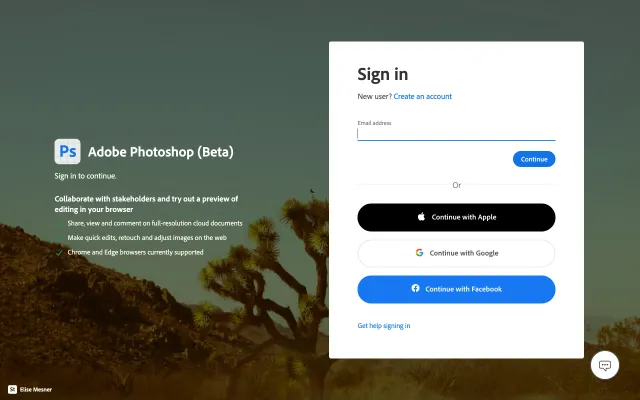 Ps Adobe Photoshop (Beta)
Sign in to continue.
Collaborate with stakeholders and try out a preview of
editing in your browser
Share, view and comment on full-resolution cloud documents
Make quick edits, retouch and adjust images on the web
Chrome and Edge browsers currently supported
St Elise Mesner
Sign in
New user? Create an account
Email address
Continue
Or
Continue with Apple
Continue with Google
Continue with Facebook
Get help signing in